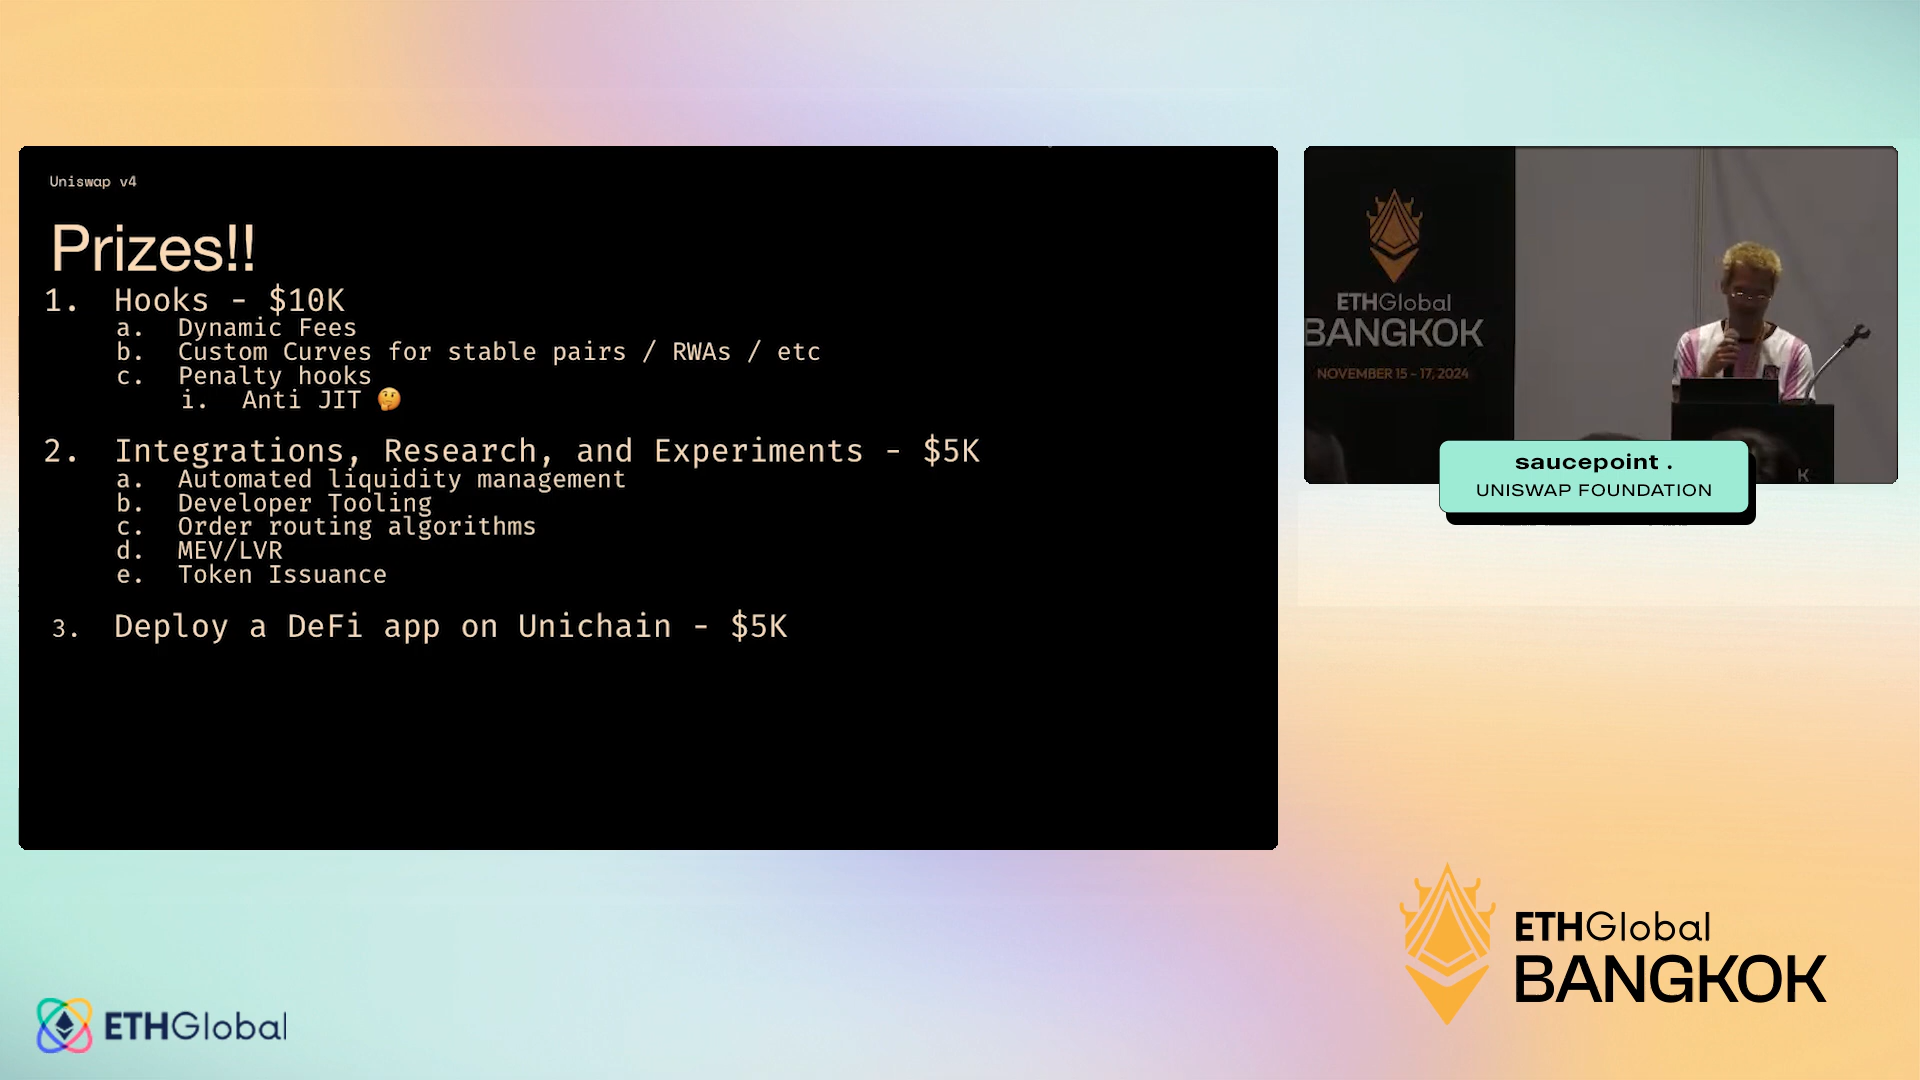 Uniswap v4
Prizes!!
1. Hooks - $10K
a. Dynamic Fees
b. Custom Curves for stable pairs / RWAs / etc
c. Penalty hooks
i. Anti JIT 🤔
2. Integrations, Research, and Experiments - $5K
a. Automated liquidity management
b. Developer Tooling
c. Order routing algorithms
d. MEV/LVR
e. Token Issuance
3. Deploy a DeFi app on Unichain - $5K
ETHGlobal
BANGKOK
NOVEMBER 15 - 17, 2024
K
saucepoint .
UNISWAP FOUNDATION
ETHGlobal
BANGKOK
ETHGlobal